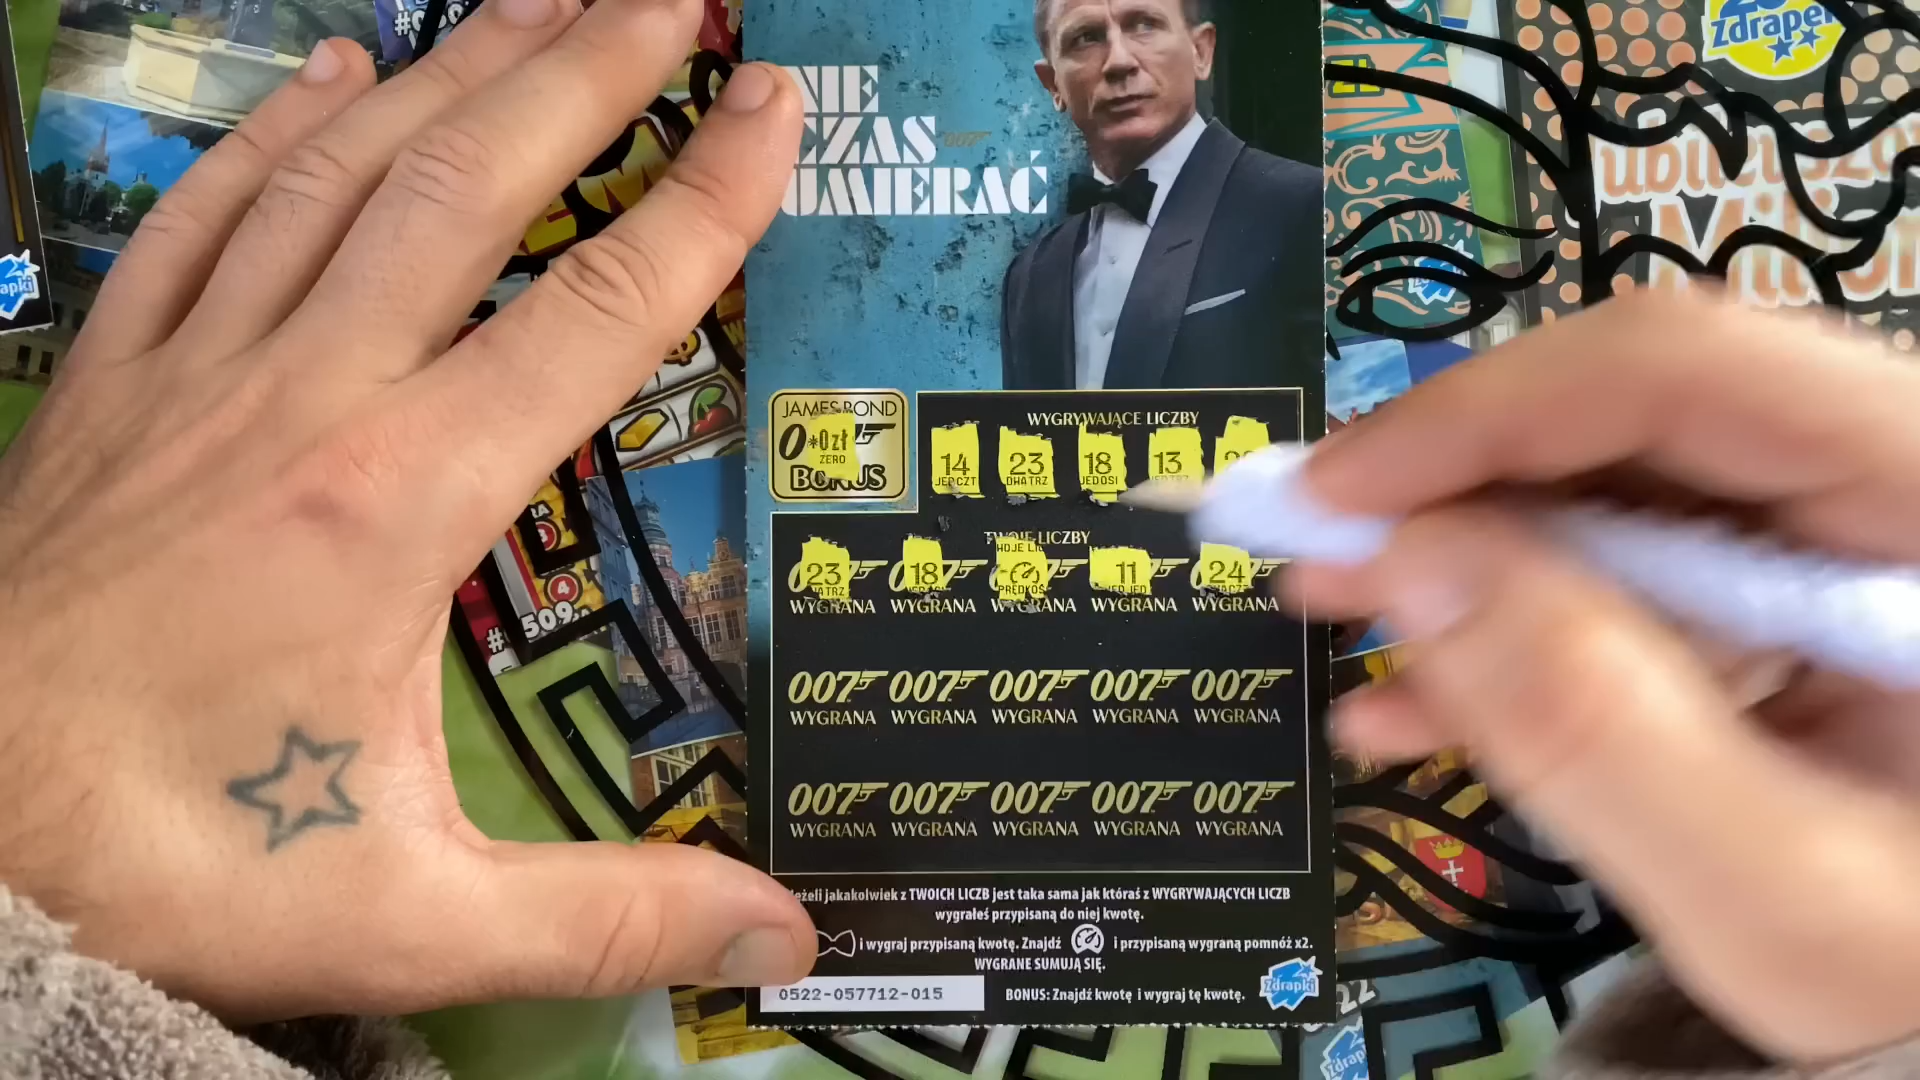 NIE
CZAS 007
UMIERAĆ
JAMES BOND
*0zł
ZERO
BONUS
WYGRYWAJĄCE LICZBY
14 23 18 13
TWOJE LICZBY
23 18 11 24
PRĘDKOŚ
WYGRANA WYGRANA WYGRANA WYGRANA WYGRANA
007 007 007 007 007
WYGRANA WYGRANA WYGRANA WYGRANA WYGRANA
007 007 007 007 007
WYGRANA WYGRANA WYGRANA WYGRANA WYGRANA
Jeżeli jakakolwiek z TWOICH LICZB jest taka sama jak któraś z WYGRYWAJĄCYCH LICZB
wygrałeś przypisaną do niej kwotę.
i wygraj przypisaną kwotę. Znajdź i przypisaną wygraną pomnóż x2.
WYGRANE SUMUJĄ SIĘ.
0522-057712-015
BONUS: Znajdź kwotę i wygraj tę kwotę.
Zdrapki
509
4